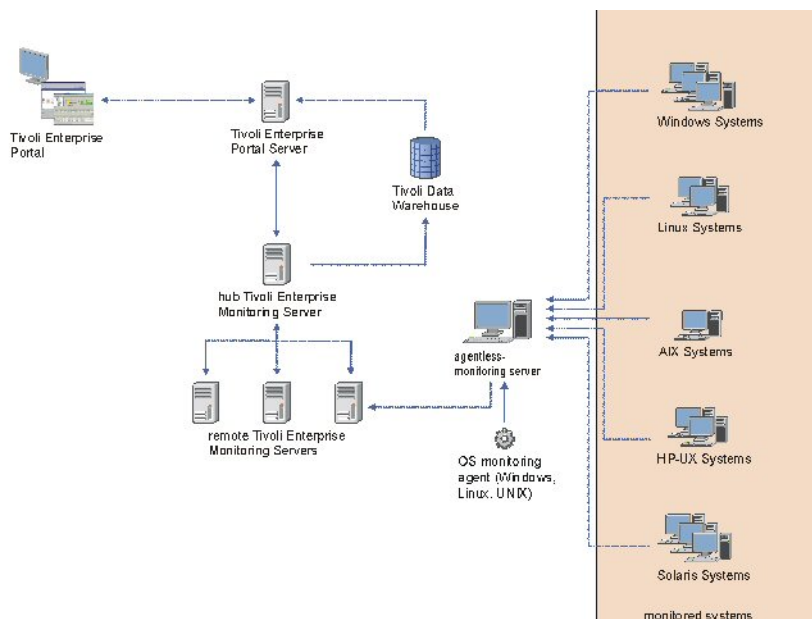 Tivoli Enterprise
Portal
Tivoli Enterprise
Portal Server
Tivoli Data
Warehouse
hub Tivoli Enterprise
Monitoring Server
remote Tivoli Enterprise
Monitoring Servers
agentless-
monitoring server
OS monitoring
agent (Windows,
Linux, UNIX)
Windows Systems
Linux Systems
AIX Systems
HP-UX Systems
Solaris Systems
monitored systems